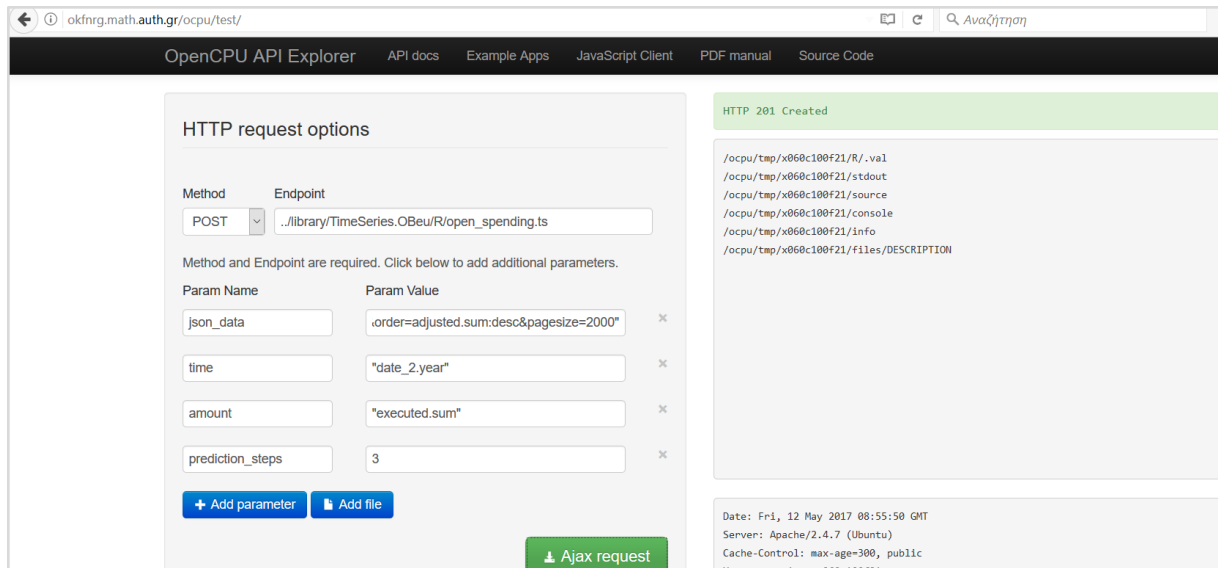 okfnrg.math.auth.gr/ocpu/test/
Αναζήτηση
OpenCPU API Explorer API docs Example Apps JavaScript Client PDF manual Source Code
HTTP request options
Method Endpoint
POST ../library/TimeSeries.OBeu/R/open_spending.ts
Method and Endpoint are required. Click below to add additional parameters.
Param Name Param Value
json_data order=adjusted.sum:desc&pagesize=2000"
time "date_2.year"
amount "executed.sum"
prediction_steps 3
Add parameter Add file
Ajax request
HTTP 201 Created
/ocpu/tmp/x060c100f21/R/.val
/ocpu/tmp/x060c100f21/stdout
/ocpu/tmp/x060c100f21/source
/ocpu/tmp/x060c100f21/console
/ocpu/tmp/x060c100f21/info
/ocpu/tmp/x060c100f21/files/DESCRIPTION
Date: Fri, 12 May 2017 08:55:50 GMT
Server: Apache/2.4.7 (Ubuntu)
Cache-Control: max-age=300, public